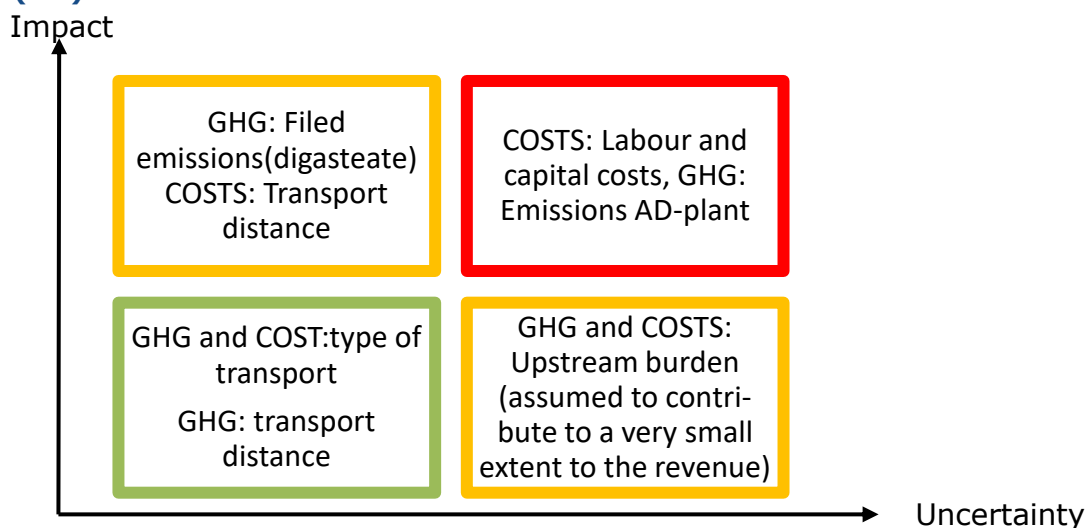 Impact
GHG: Filed
emissions(digasteate)
COSTS: Transport
distance
COSTS: Labour and
capital costs, GHG:
Emissions AD-plant
GHG and COST:type of
transport
GHG: transport
distance
GHG and COSTS:
Upstream burden
(assumed to contri-
bute to a very small
extent to the revenue)
Uncertainty